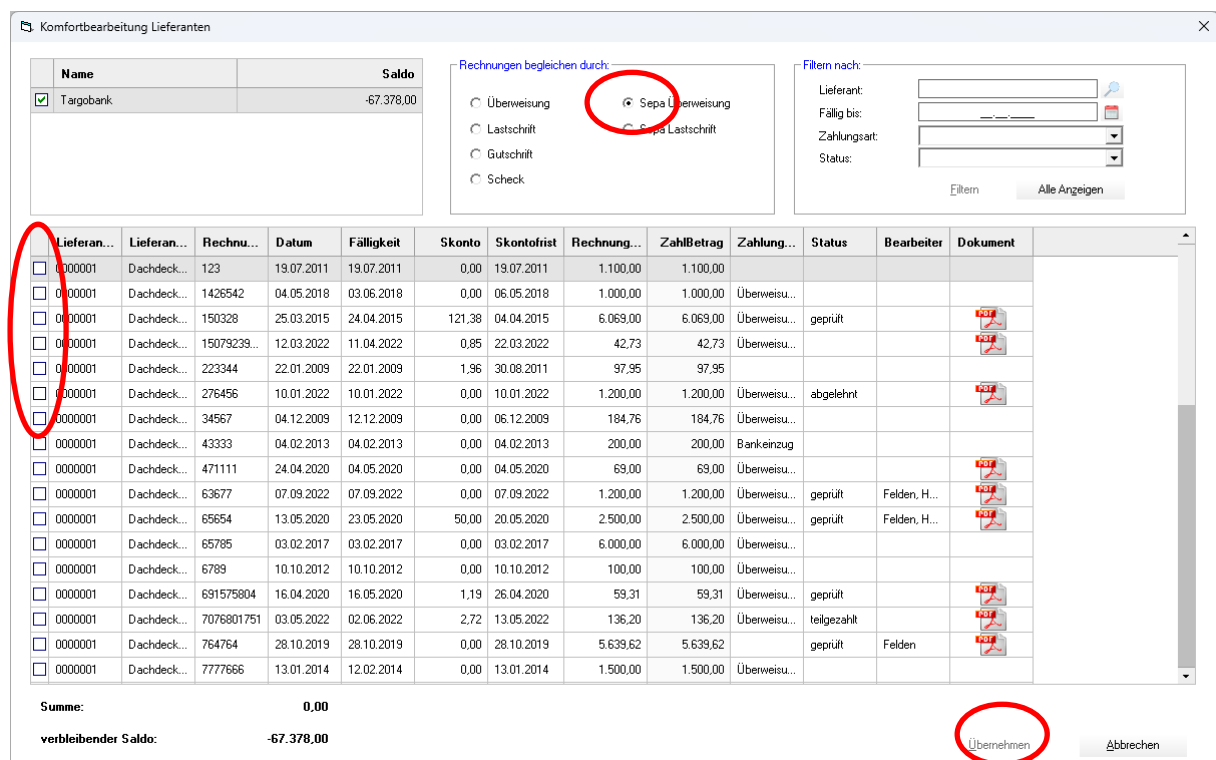 Komfortbearbeitung Lieferanten
Name Saldo
Targobank -67.378,00
Rechnungen begleichen durch:
Überweisung Sepa Überweisung
Lastschrift Sepa Lastschrift
Gutschrift
Scheck
Filtern nach:
Lieferant:
Fällig bis: __.__.____
Zahlungsart:
Status:
Filtern Alle Anzeigen
Lieferan... Lieferan... Rechnu... Datum Fälligkeit Skonto Skontofrist Rechnung... ZahlBetrag Zahlung... Status Bearbeiter Dokument
0000001 Dachdeck... 123 19.07.2011 19.07.2011 0,00 19.07.2011 1.100,00 1.100,00
0000001 Dachdeck... 1426542 04.05.2018 03.06.2018 0,00 06.05.2018 1.000,00 1.000,00 Überweisu...
0000001 Dachdeck... 150328 25.03.2015 24.04.2015 121,38 04.04.2015 6.069,00 6.069,00 Überweisu... geprüft PDF
0000001 Dachdeck... 15079239... 12.03.2022 11.04.2022 0,85 22.03.2022 42,73 42,73 Überweisu... PDF
0000001 Dachdeck... 223344 22.01.2009 22.01.2009 1,96 30.08.2011 97,95 97,95
0000001 Dachdeck... 276456 10.01.2022 10.01.2022 0,00 10.01.2022 1.200,00 1.200,00 Überweisu... abgelehnt PDF
0000001 Dachdeck... 34567 04.12.2009 12.12.2009 0,00 06.12.2009 184,76 184,76 Überweisu...
0000001 Dachdeck... 43333 04.02.2013 04.02.2013 0,00 04.02.2013 200,00 200,00 Bankeinzug
0000001 Dachdeck... 471111 24.04.2020 04.05.2020 0,00 04.05.2020 69,00 69,00 Überweisu... PDF
0000001 Dachdeck... 63677 07.09.2022 07.09.2022 0,00 07.09.2022 1.200,00 1.200,00 Überweisu... geprüft Felden, H... PDF
0000001 Dachdeck... 65654 13.05.2020 23.05.2020 50,00 20.05.2020 2.500,00 2.500,00 Überweisu... geprüft Felden, H... PDF
0000001 Dachdeck... 65785 03.02.2017 03.02.2017 0,00 03.02.2017 6.000,00 6.000,00 Überweisu...
0000001 Dachdeck... 6789 10.10.2012 10.10.2012 0,00 10.10.2012 100,00 100,00 Überweisu...
0000001 Dachdeck... 691575804 16.04.2020 16.05.2020 1,19 26.04.2020 59,31 59,31 Überweisu... geprüft PDF
0000001 Dachdeck... 7076801751 03.05.2022 02.06.2022 2,72 13.05.2022 136,20 136,20 Überweisu... teilgezahlt PDF
0000001 Dachdeck... 764764 28.10.2019 28.10.2019 0,00 28.10.2019 5.639,62 5.639,62 geprüft Felden PDF
0000001 Dachdeck... 7777666 13.01.2014 12.02.2014 0,00 13.01.2014 1.500,00 1.500,00 Überweisu...
Summe: 0,00
verbleibender Saldo: -67.378,00
Übernehmen Abbrechen